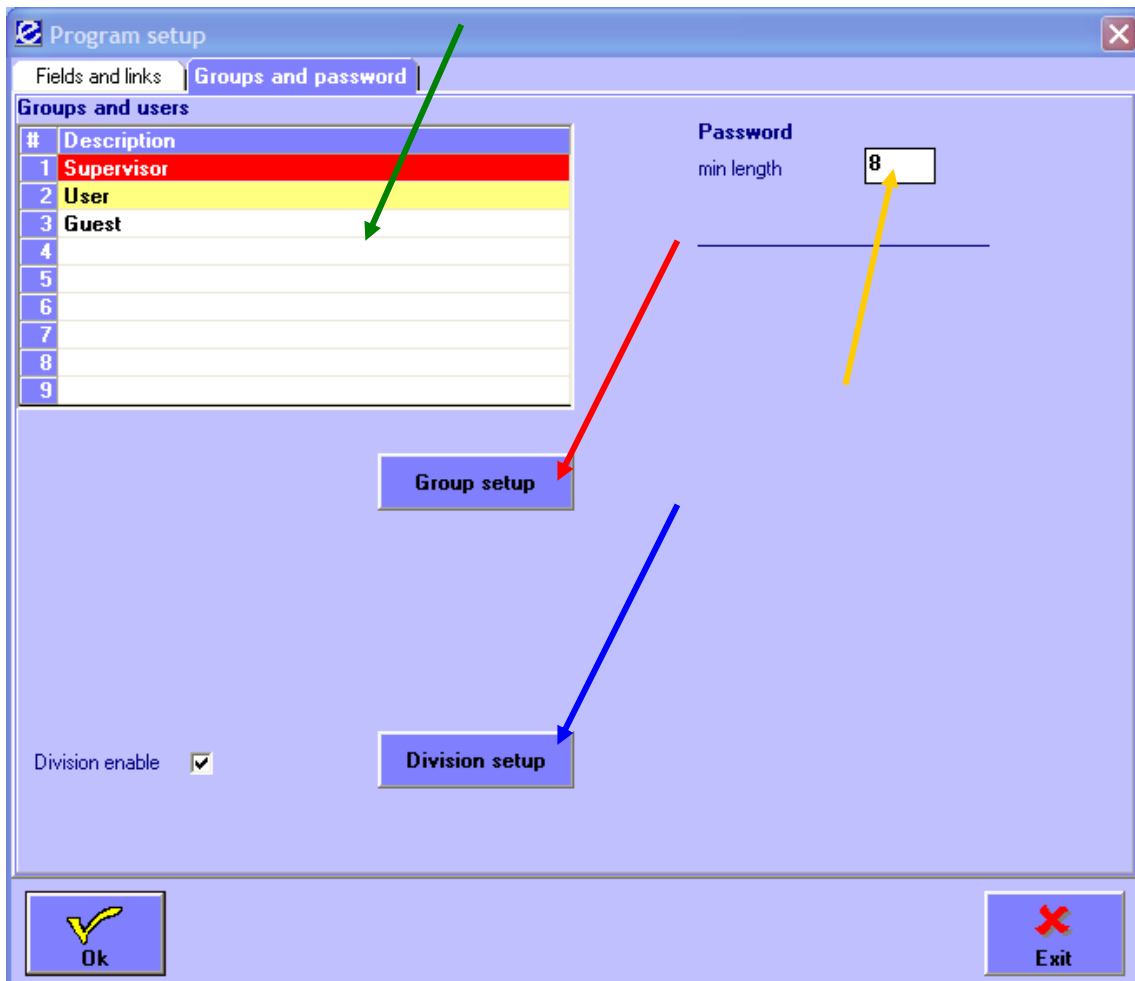 Program setup
Fields and links Groups and password
Groups and users
# Description
1 Supervisor
2 User
3 Guest
4
5
6
7
8
9
Password
min length 8
Group setup
Division enable Division setup
Ok Exit